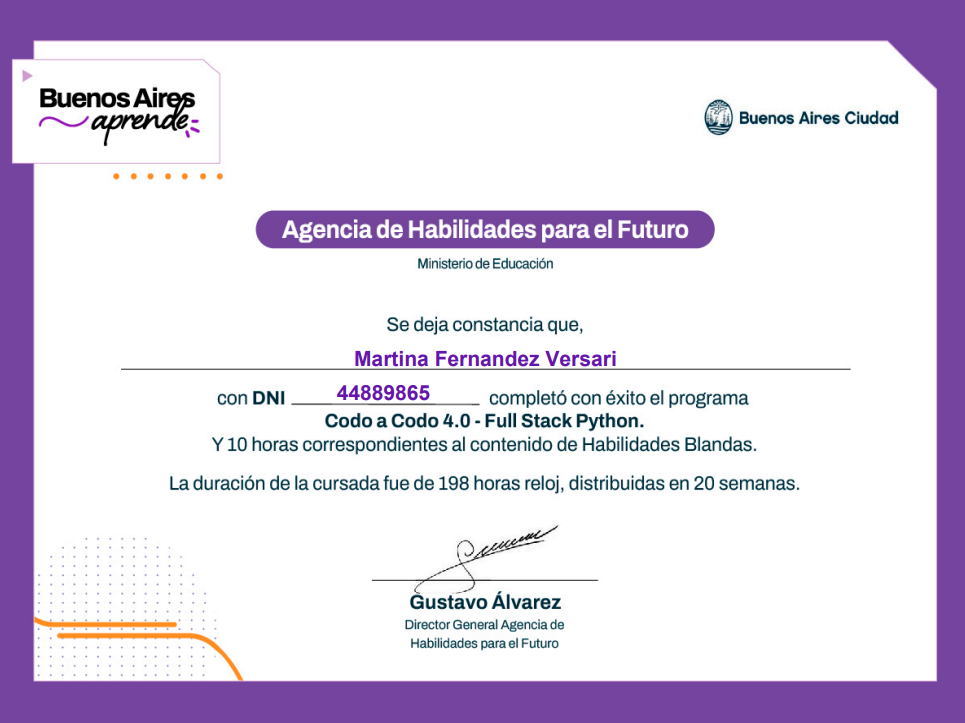 Buenos Aires
aprende
Buenos Aires Ciudad
Agencia de Habilidades para el Futuro
Ministerio de Educación
Se deja constancia que,
Martina Fernandez Versari
con DNI 44889865 completó con éxito el programa
Codo a Codo 4.0 - Full Stack Python.
Y 10 horas correspondientes al contenido de Habilidades Blandas.
La duración de la cursada fue de 198 horas reloj, distribuidas en 20 semanas.
Gustavo Álvarez
Director General Agencia de
Habilidades para el Futuro